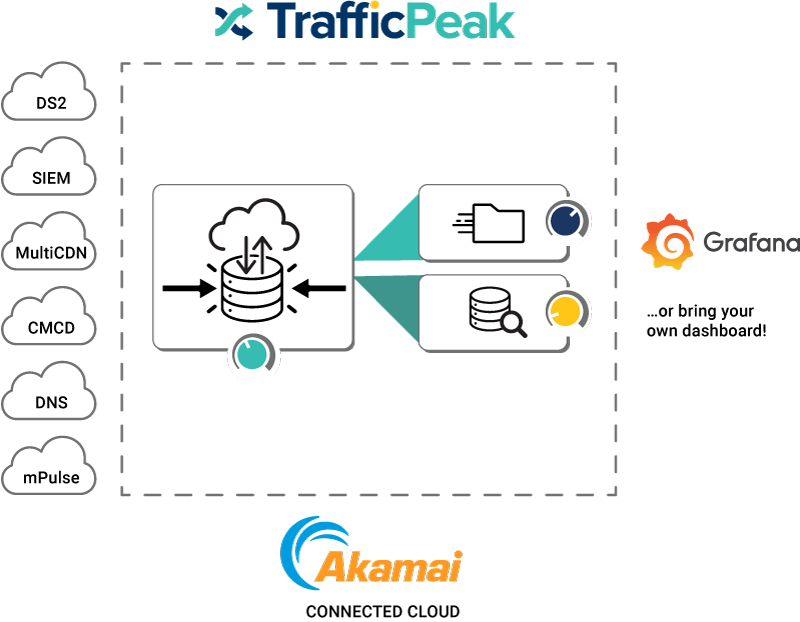 TrafficPeak
DS2
SIEM
MultiCDN
CMCD
DNS
mPulse
Grafana
...or bring your
own dashboard!
Akamai
CONNECTED CLOUD